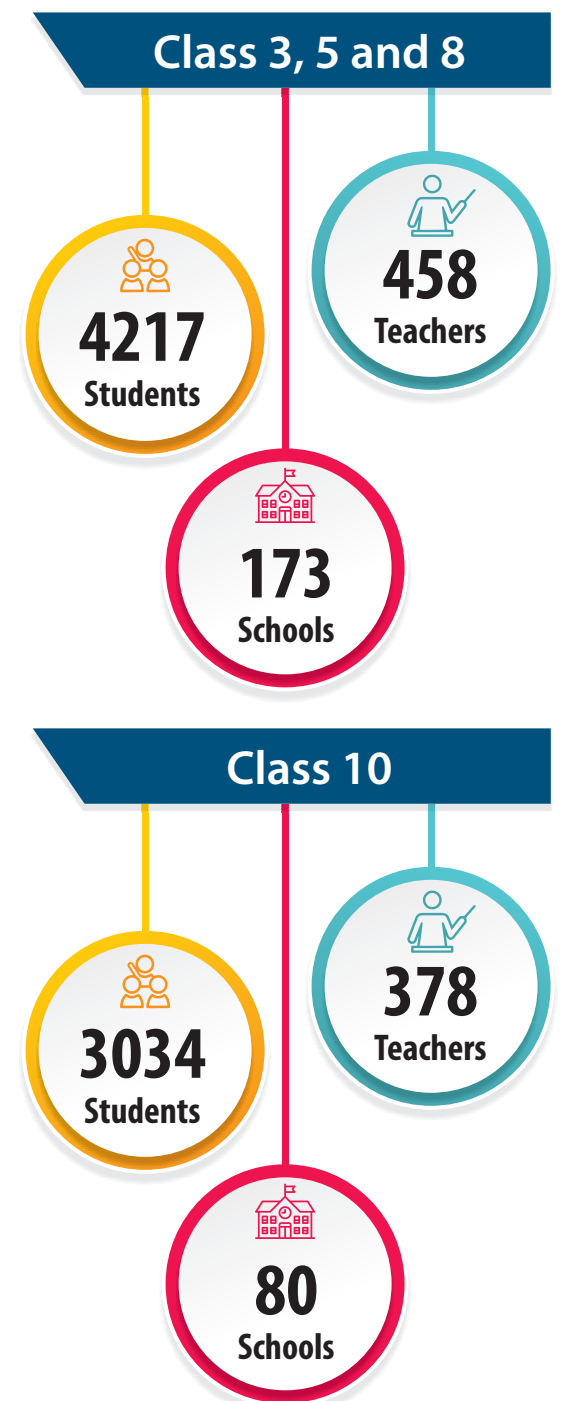 Class 3, 5 and 8
4217
Students
458
Teachers
173
Schools
Class 10
3034
Students
378
Teachers
80
Schools